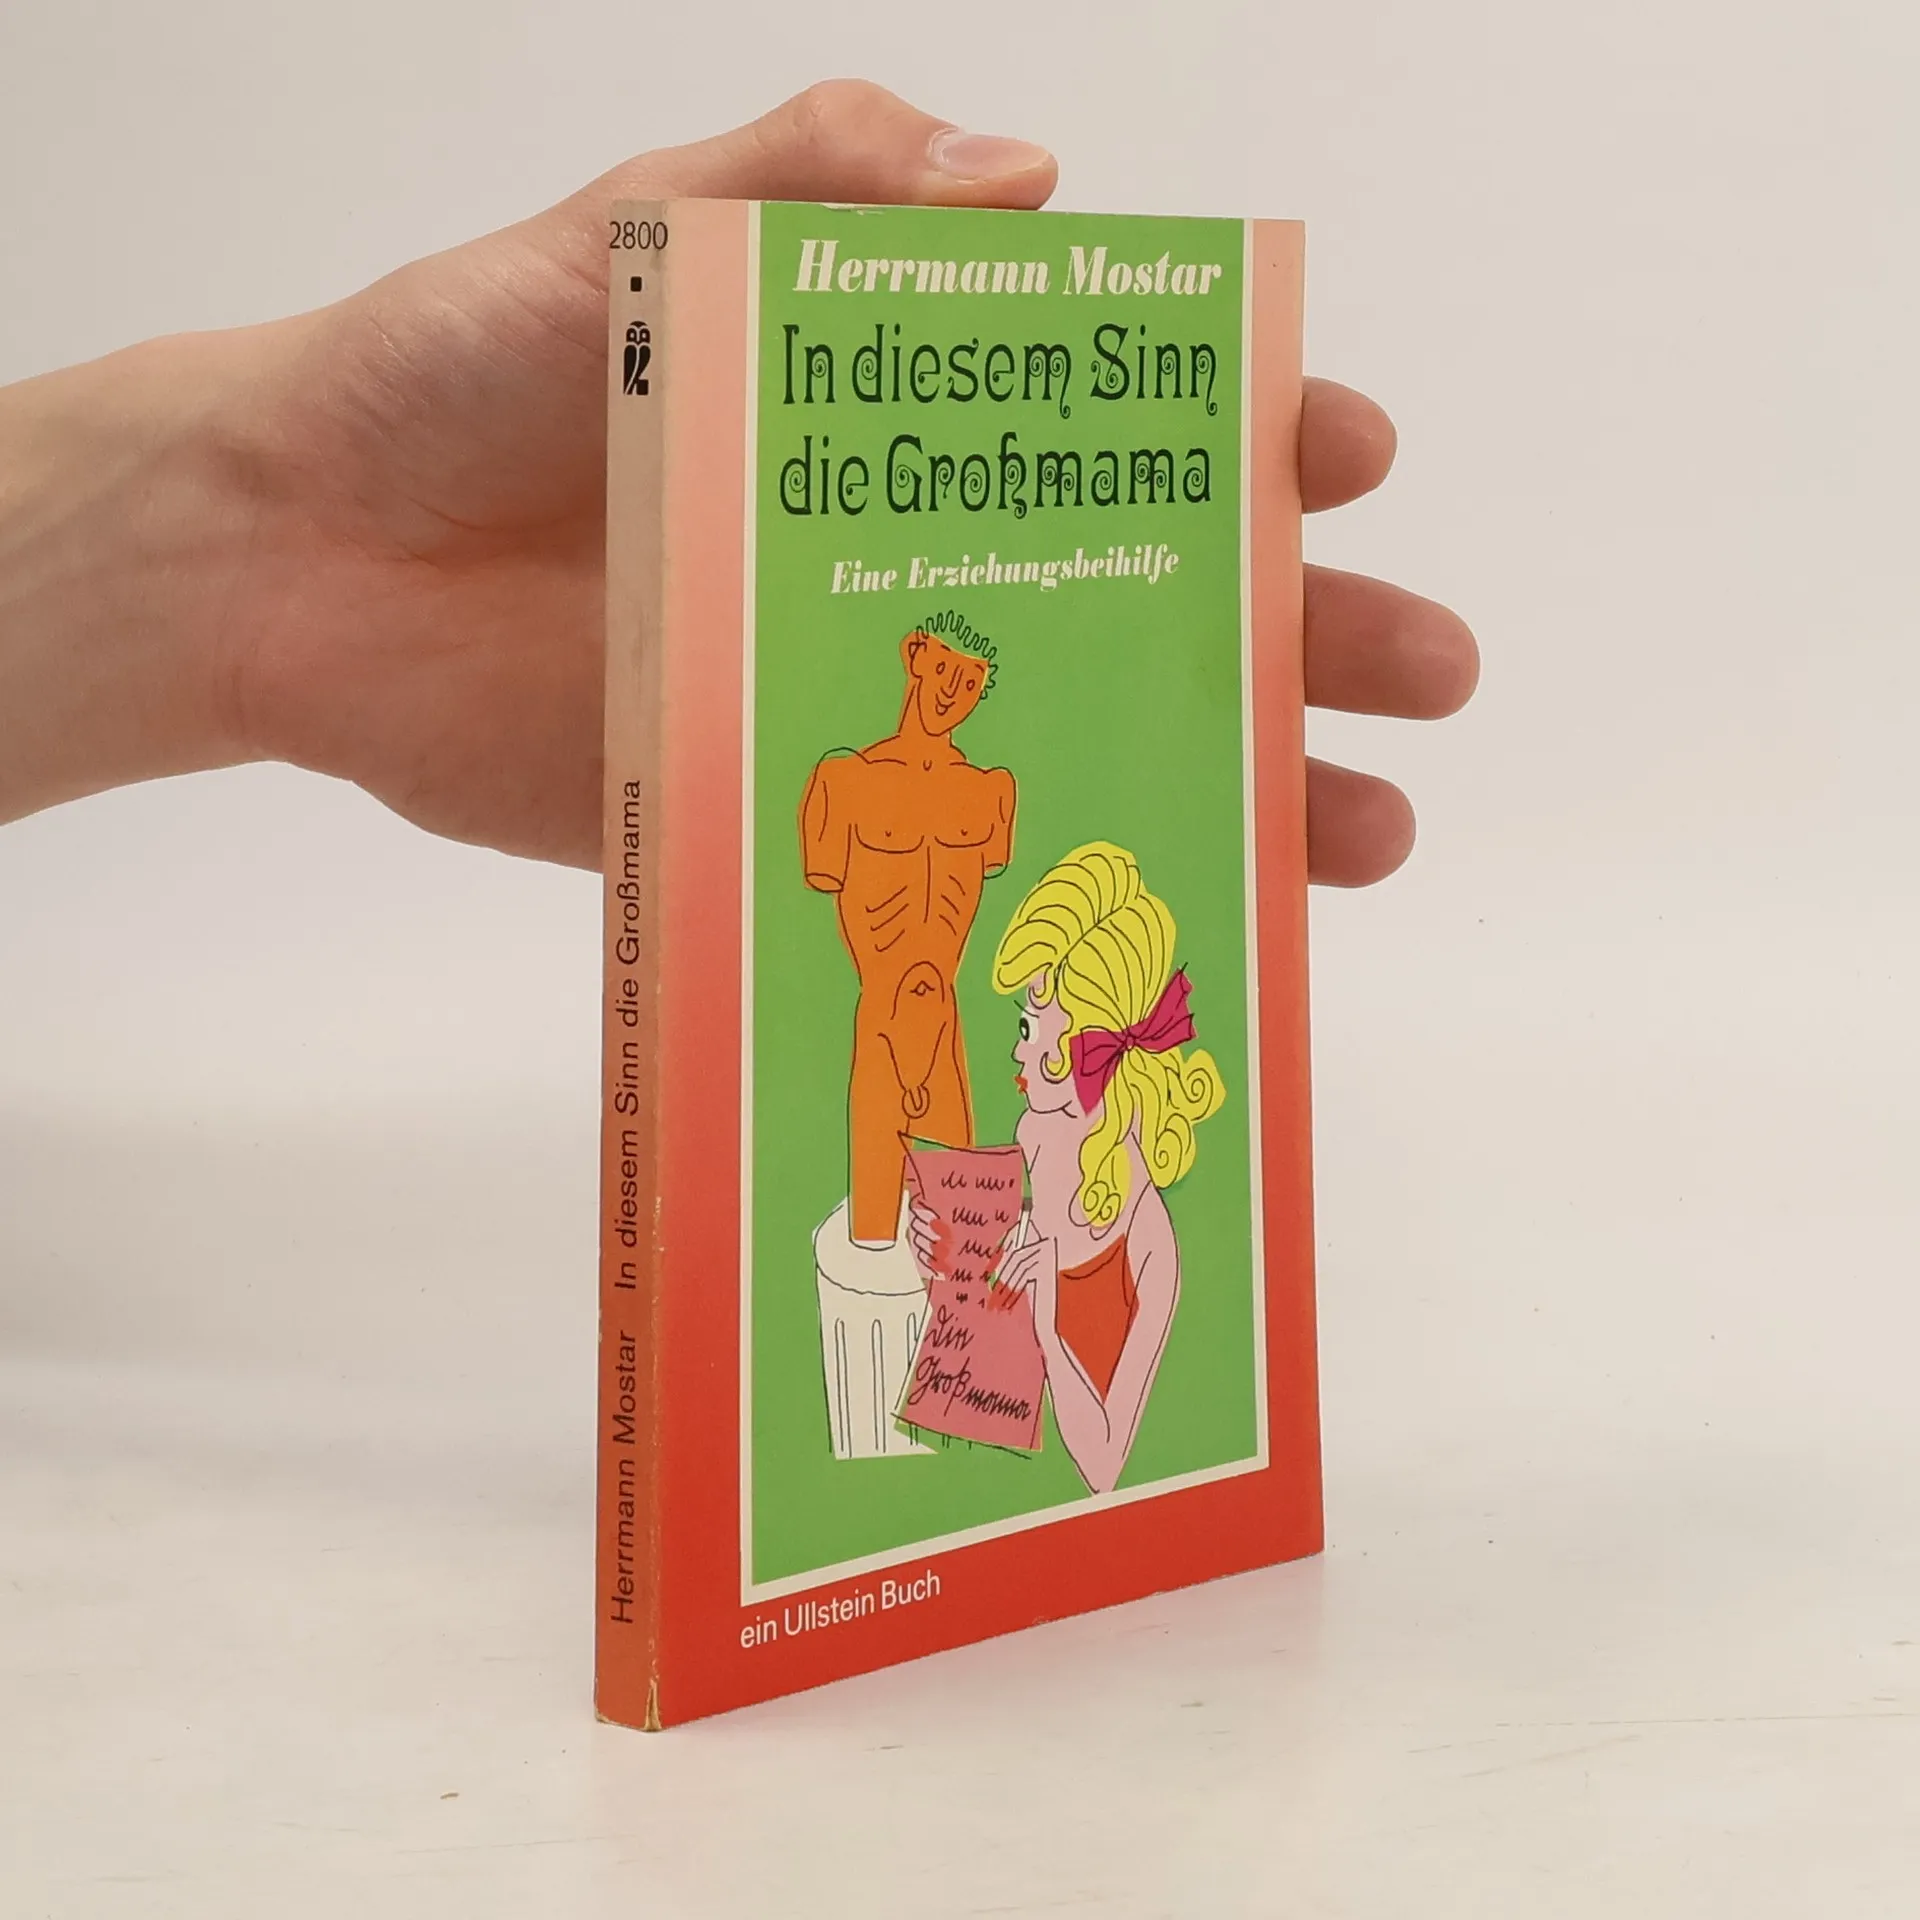 2800
Herrmann Mostar In diesem Sinn die Großmama
Herrmann Mostar
In diesem Sinn
die Großmama
Eine Erziehungsbeihilfe
Großmama
ein Ullstein Buch